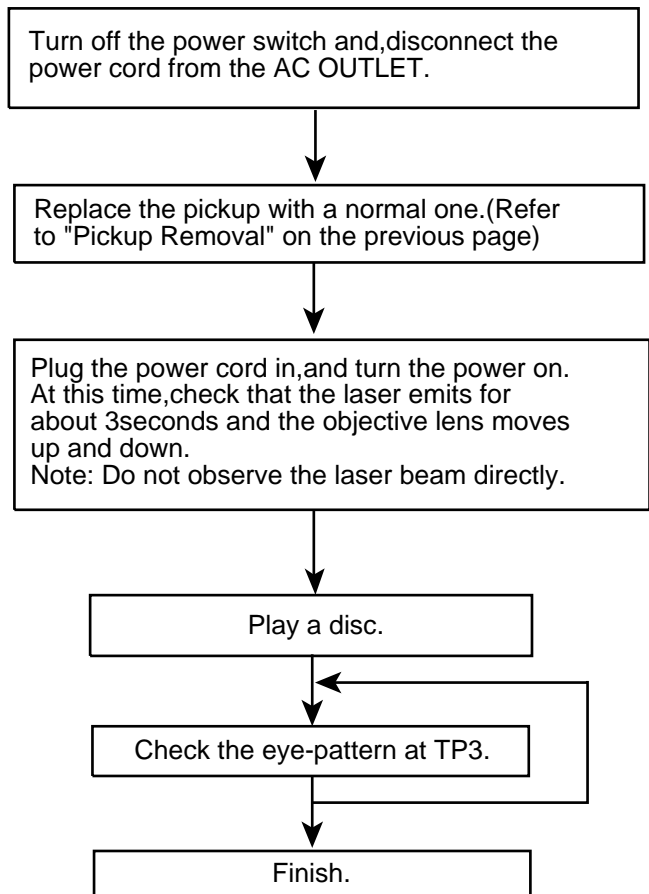 Turn off the power switch and,disconnect the
power cord from the AC OUTLET.
Replace the pickup with a normal one.(Refer
to "Pickup Removal" on the previous page)
Plug the power cord in,and turn the power on.
At this time,check that the laser emits for
about 3seconds and the objective lens moves
up and down.
Note: Do not observe the laser beam directly.
Play a disc.
Check the eye-pattern at TP3.
Finish.